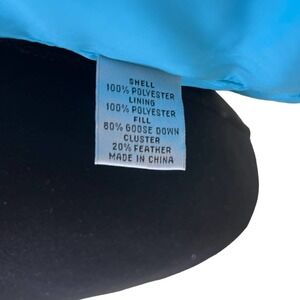 SHELL
100% POLYESTER
LINING
100% POLYESTER
FILL
80% GOOSE DOWN
CLUSTER
20% FEATHER
MADE IN CHINA